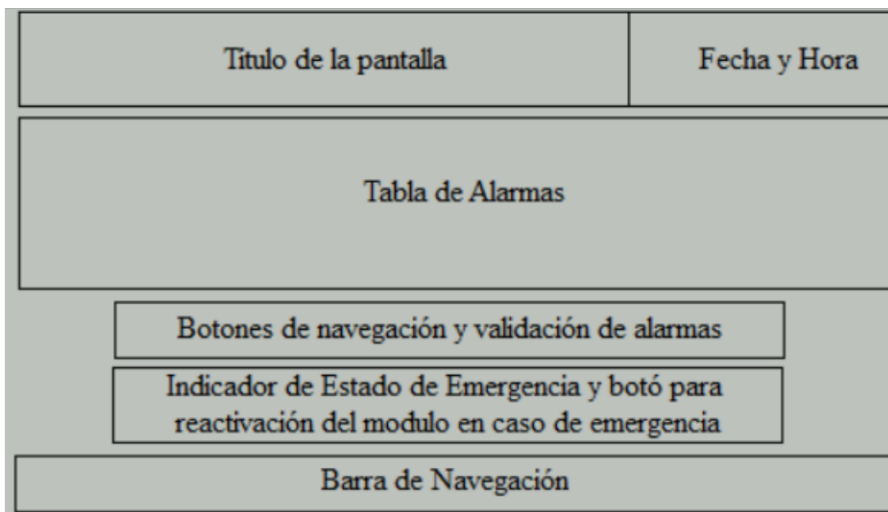 Titulo de la pantalla
Fecha y Hora
Tabla de Alarmas
Botones de navegación y validación de alarmas
Indicador de Estado de Emergencia y botó para
reactivación del modulo en caso de emergencia
Barra de Navegación